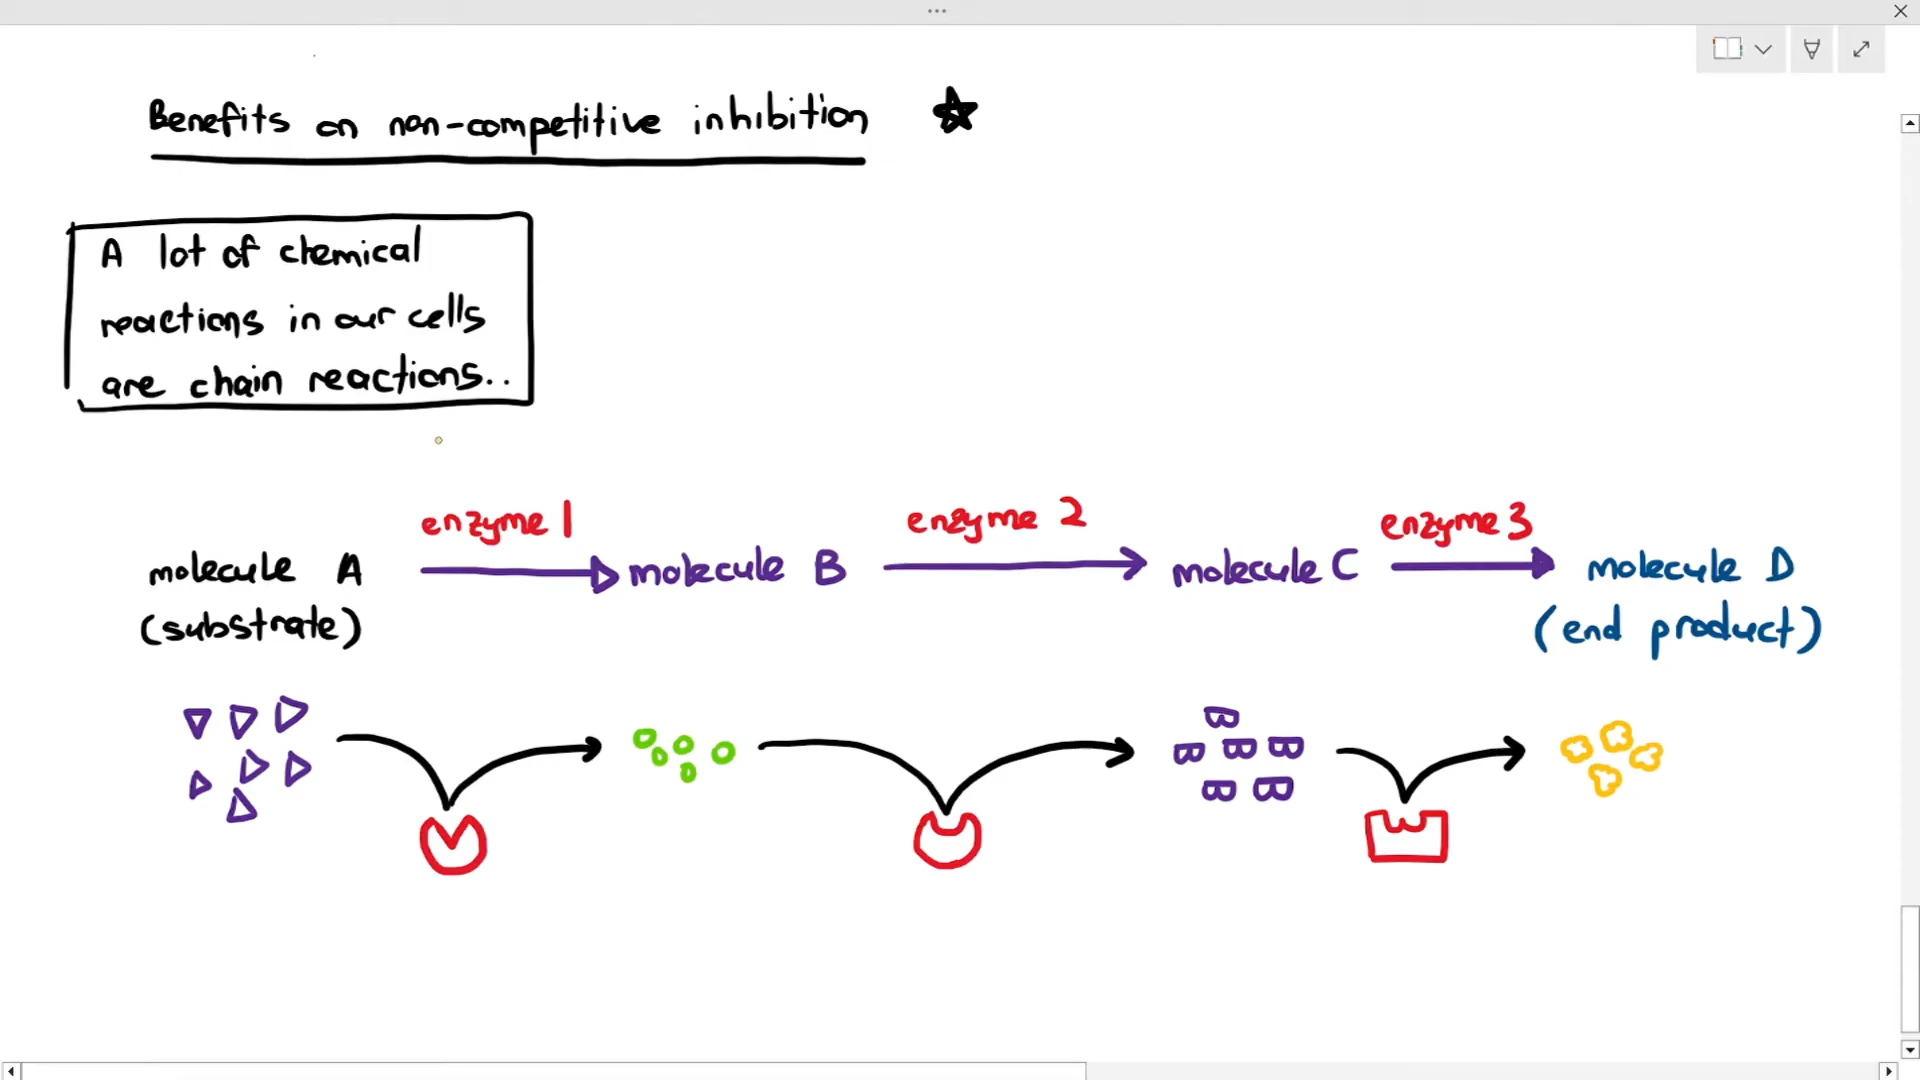 Benefits on non-competitive inhibition
A lot of chemical
reactions in our cells
are chain reactions..
enzyme 1
enzyme 2
enzyme 3
molecule A
molecule B
molecule C
molecule D
(substrate)
(end product)